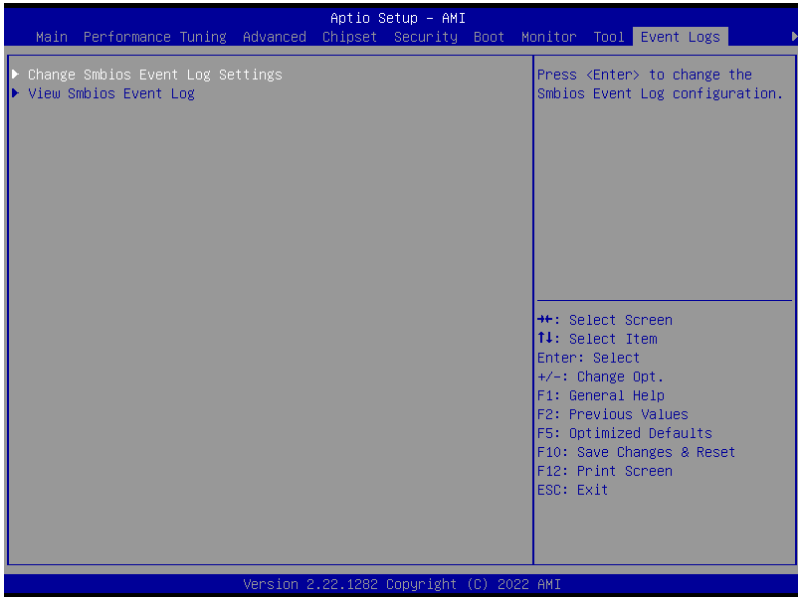 Aptio Setup – AMI
Main Performance Tuning Advanced Chipset Security Boot Monitor Tool Event Logs ▶
▶ Change Smbios Event Log Settings
▶ View Smbios Event Log
Press <Enter> to change the
Smbios Event Log configuration.
→←: Select Screen
↑↓: Select Item
Enter: Select
+/-: Change Opt.
F1: General Help
F2: Previous Values
F5: Optimized Defaults
F10: Save Changes & Reset
F12: Print Screen
ESC: Exit
Version 2.22.1282 Copyright (C) 2022 AMI